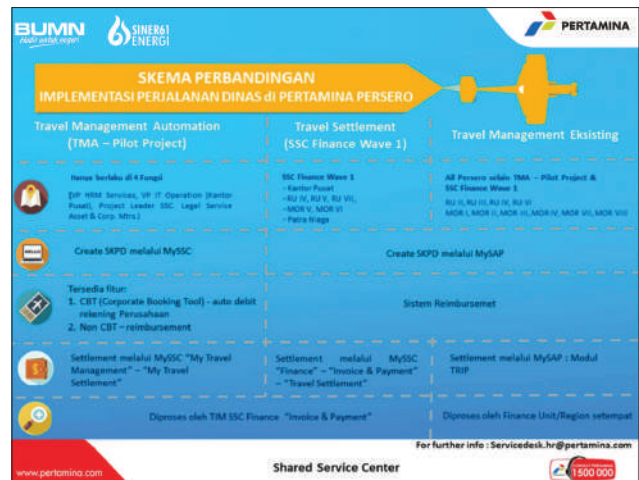 BUMN
Hadir untuk negeri
SINER61
ENERGI
PERTAMINA
SKEMA PERBANDINGAN
IMPLEMENTASI PERJALANAN DINAS di PERTAMINA PERSERO
Travel Management Automation
(TMA – Pilot Project)
Travel Settlement
(SSC Finance Wave 1)
Travel Management Eksisting
Hanya berlaku di 4 Fungsi
(VP HRM Services, VP IT Operation (Kantor
Pusat), Project Leader SSC. Legal Service
Asset & Corp. Mtrs.)
SSC Finance Wave 1
- Kantor Pusat
- RU IV, RU V, RU VII,
- MOR V, MOR VI
- Patra Niaga
All Persero selain TMA – Pilot Project &
SSC Finance Wave 1
RU II, RU III, RU IV, RU VI
MOR I, MOR II, MOR III, MOR IV, MOR VII, MOR VIII
Create SKPD melalui MySSC
Create SKPD melalui MySAP
Tersedia fitur:
1. CBT (Corporate Booking Tool) - auto debit
rekening Perusahaan
2. Non CBT – reimbursement
Sistem Reimbursemet
Settlement melalui MySSC "My Travel
Management" – "My Travel
Settlement"
Settlement melalui MySSC
"Finance" – "Invoice & Payment"
– "Travel Settlement"
Settlement melalui MySAP : Modul
TRIP
Diproses oleh TIM SSC Finance "Invoice & Payment"
Diproses oleh Finance Unit/Region setempat
For further info : Servicedesk.hr@pertamina.com
www.pertamina.com
Shared Service Center
1 500 000